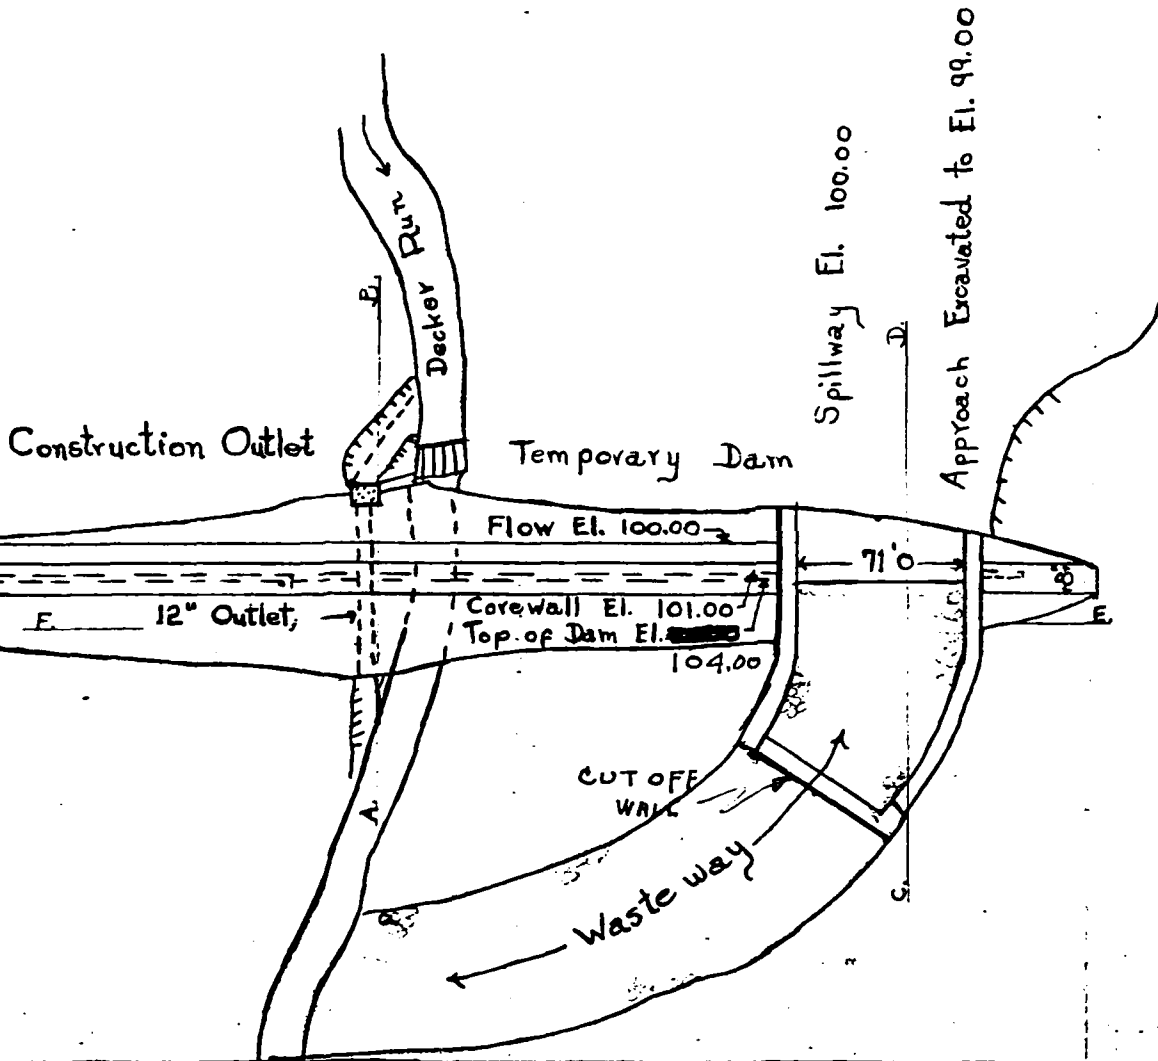 Approach Excavated to El. 99.00
Spillway El. 100.00
Decker Run
B.
D.
Construction Outlet
Temporary Dam
Flow El. 100.00
71'0
8'0"
Corewall El. 101.00
E.
12" Outlet;
Top of Dam El.
104.00
E.
CUT OFF
WALL
A
Waste way
C.